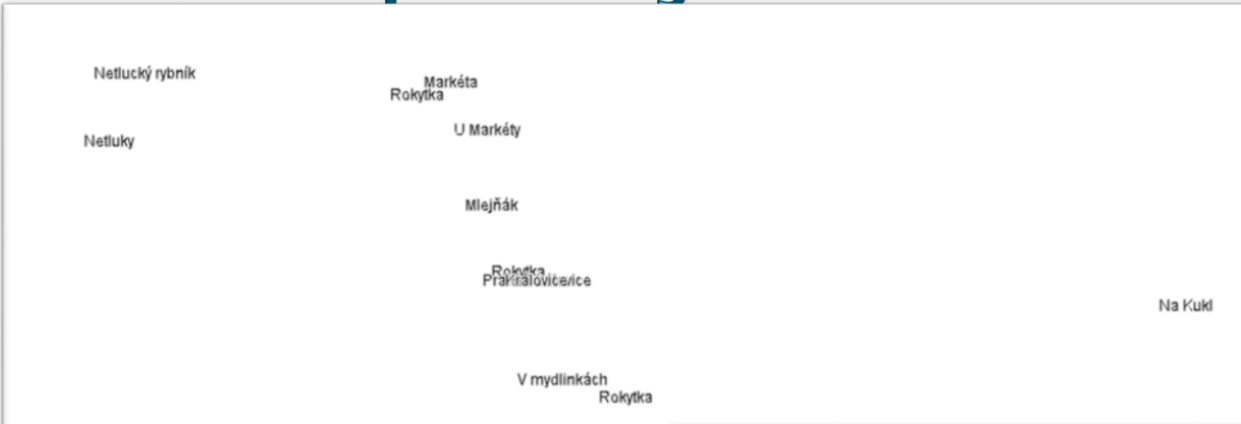 Netlucký rybník
Markéta
Rokytka
U Markéty
Netluky
Mlejňák
Rokytka
Na Kukl
V mydlinkách
Rokytka